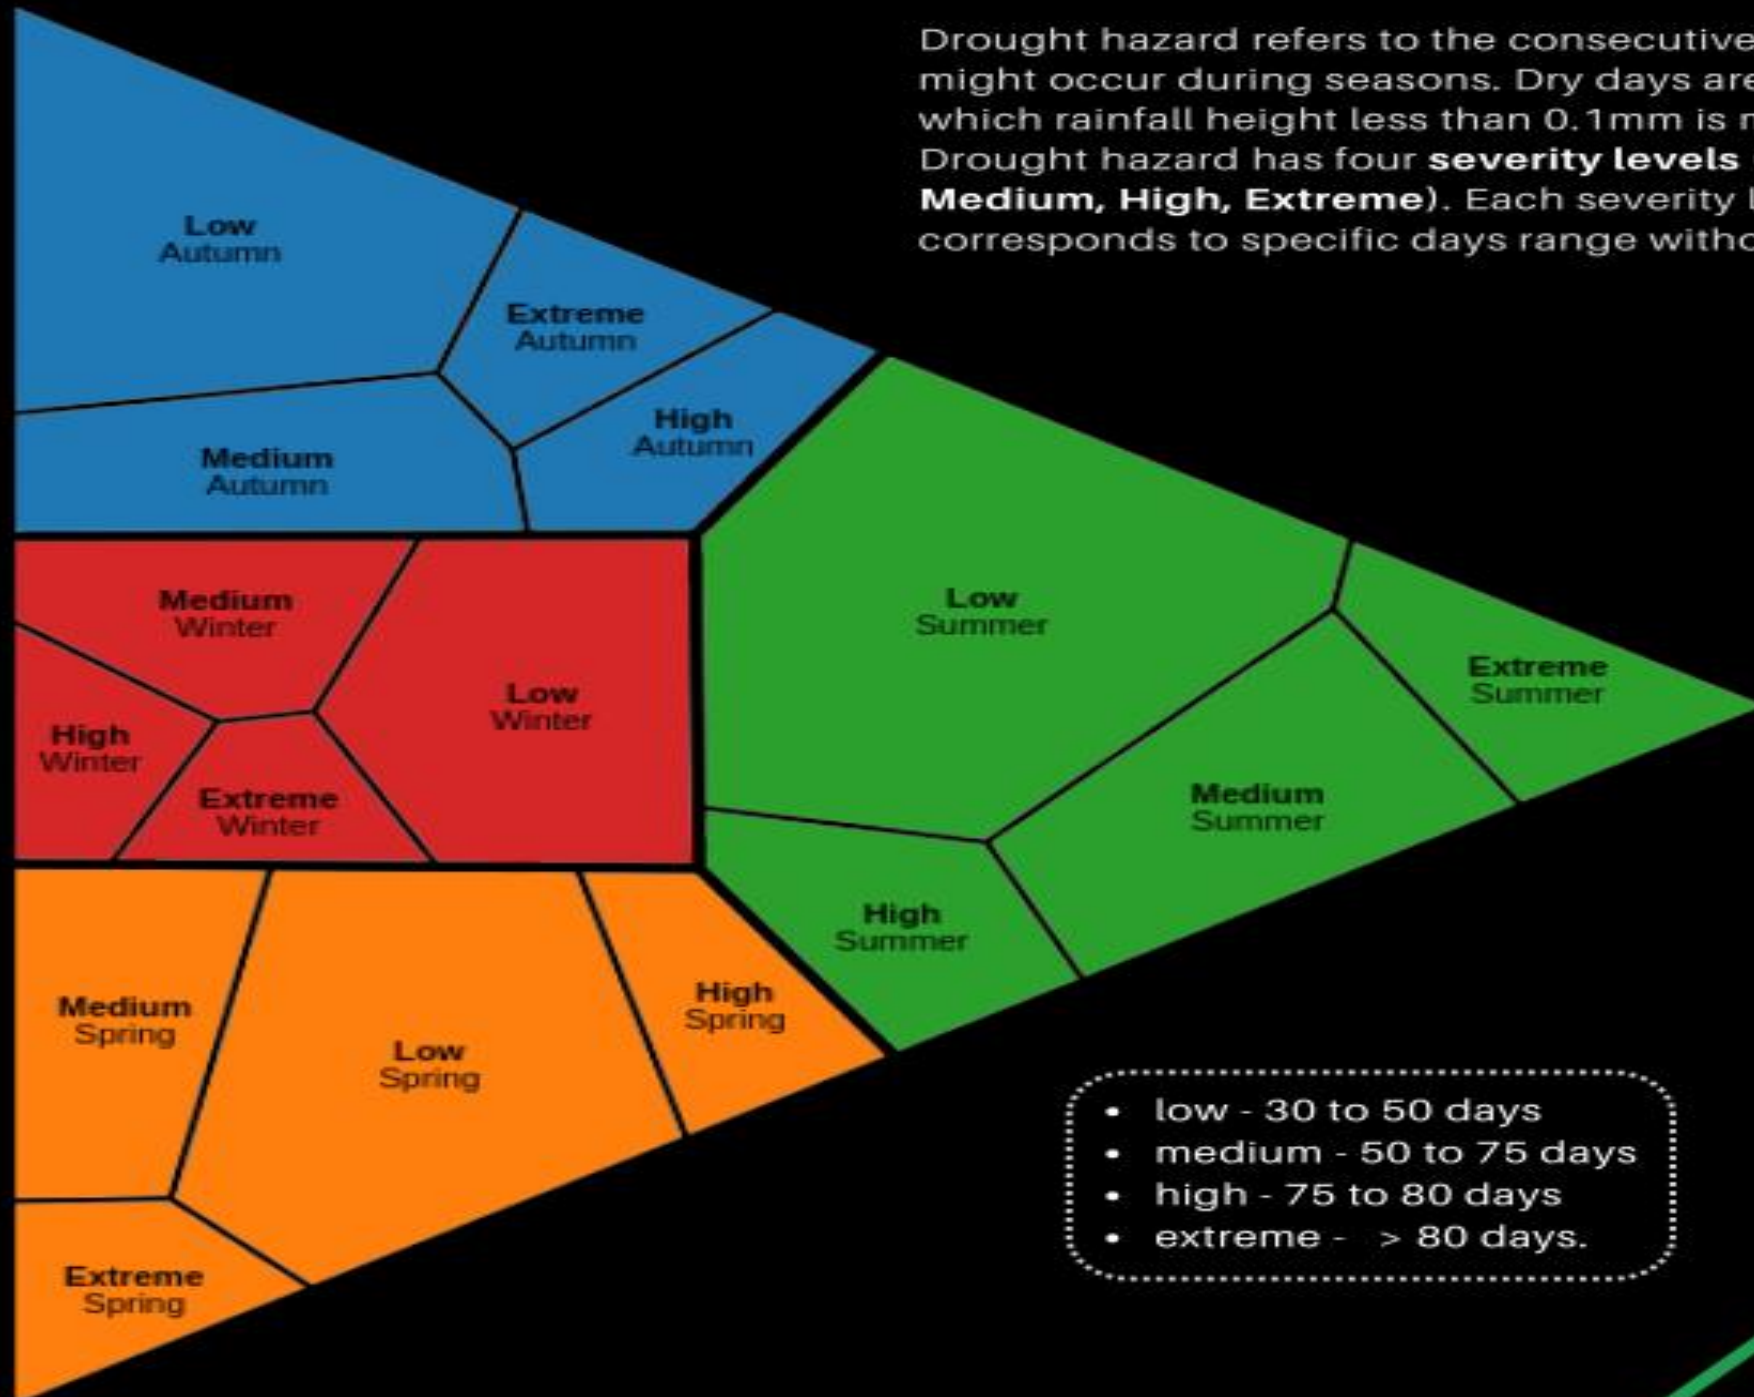 Drought hazard refers to the consecutive
might occur during seasons. Dry days are
which rainfall height less than 0.1mm is
Drought hazard has four severity levels
Medium, High, Extreme). Each severity
corresponds to specific days range
Low
Autumn
Extreme
Autumn
High
Autumn
Medium
Autumn
Medium
Winter
Low
Winter
High
Winter
Extreme
Winter
Low
Summer
Extreme
Summer
Medium
Summer
High
Summer
Medium
Spring
Low
Spring
High
Spring
Extreme
Spring
• low - 30 to 50 days
• medium - 50 to 75 days
• high - 75 to 80 days
• extreme -  > 80 days.